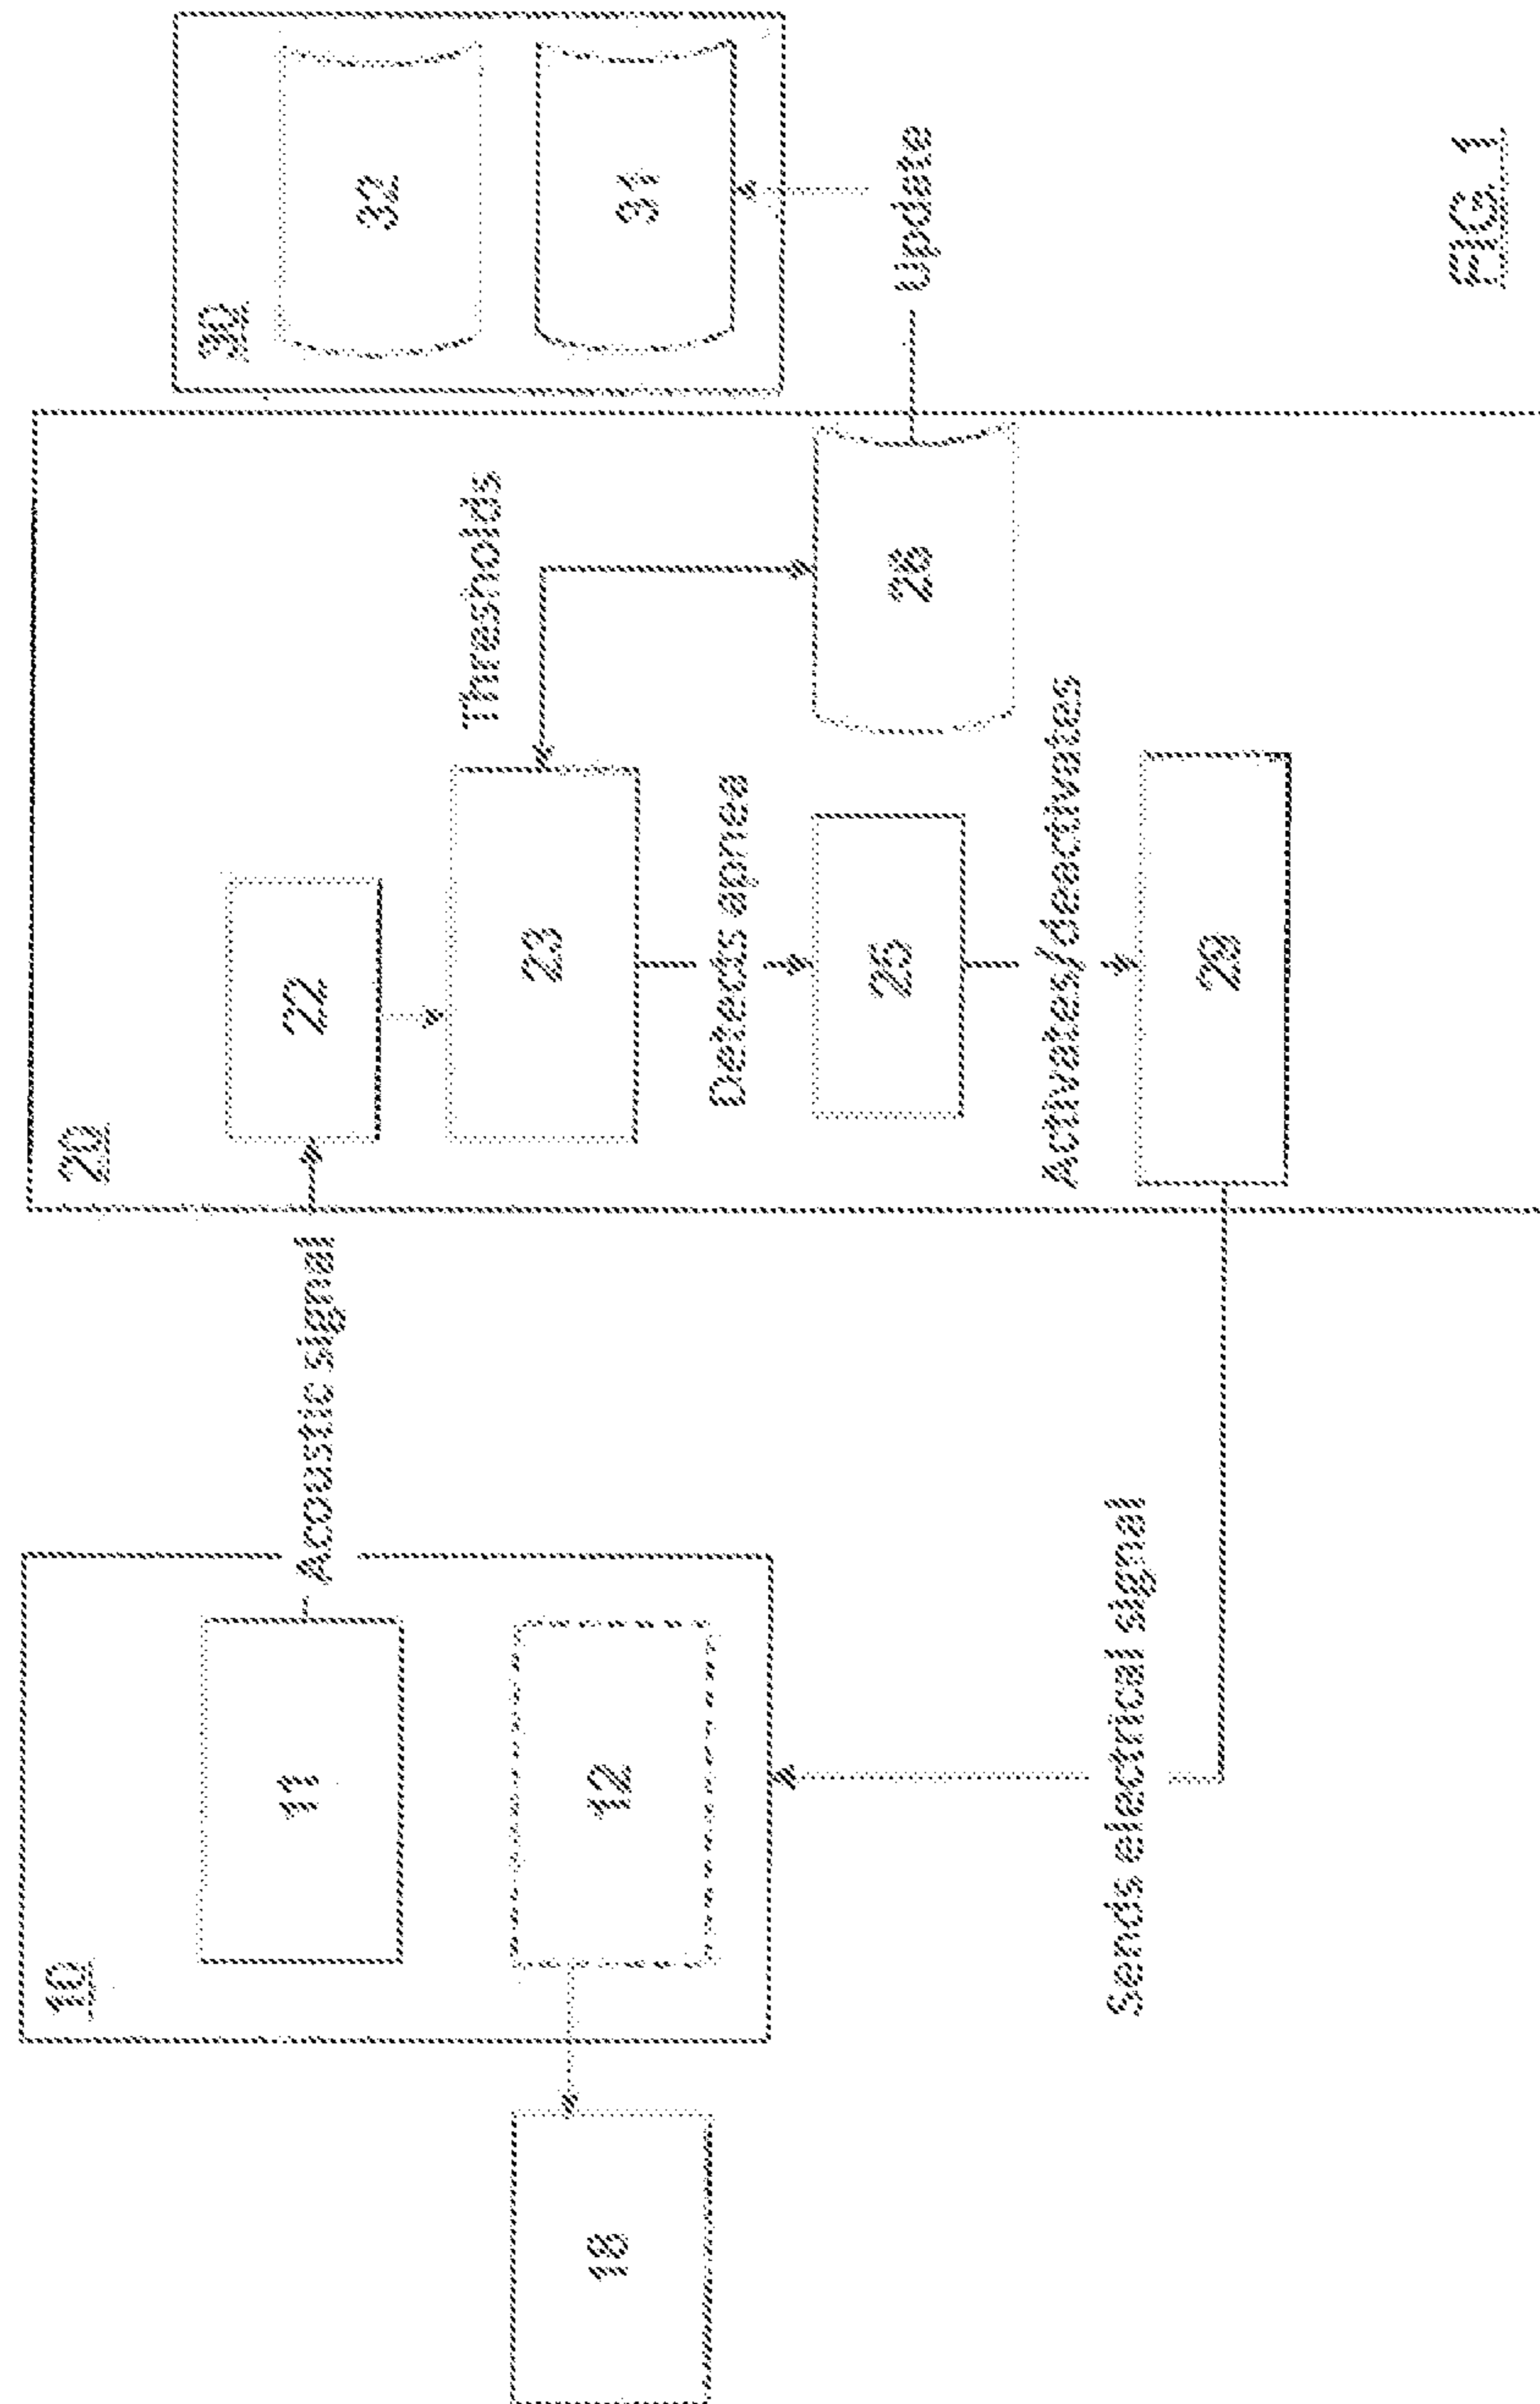 10
20
30
11
Acoustic signal
22
32
Thresholds
18
12
23
31
Detects apnea
25
26
Update
Activates/deactivates
Sends electrical signal
29
FIG. 1